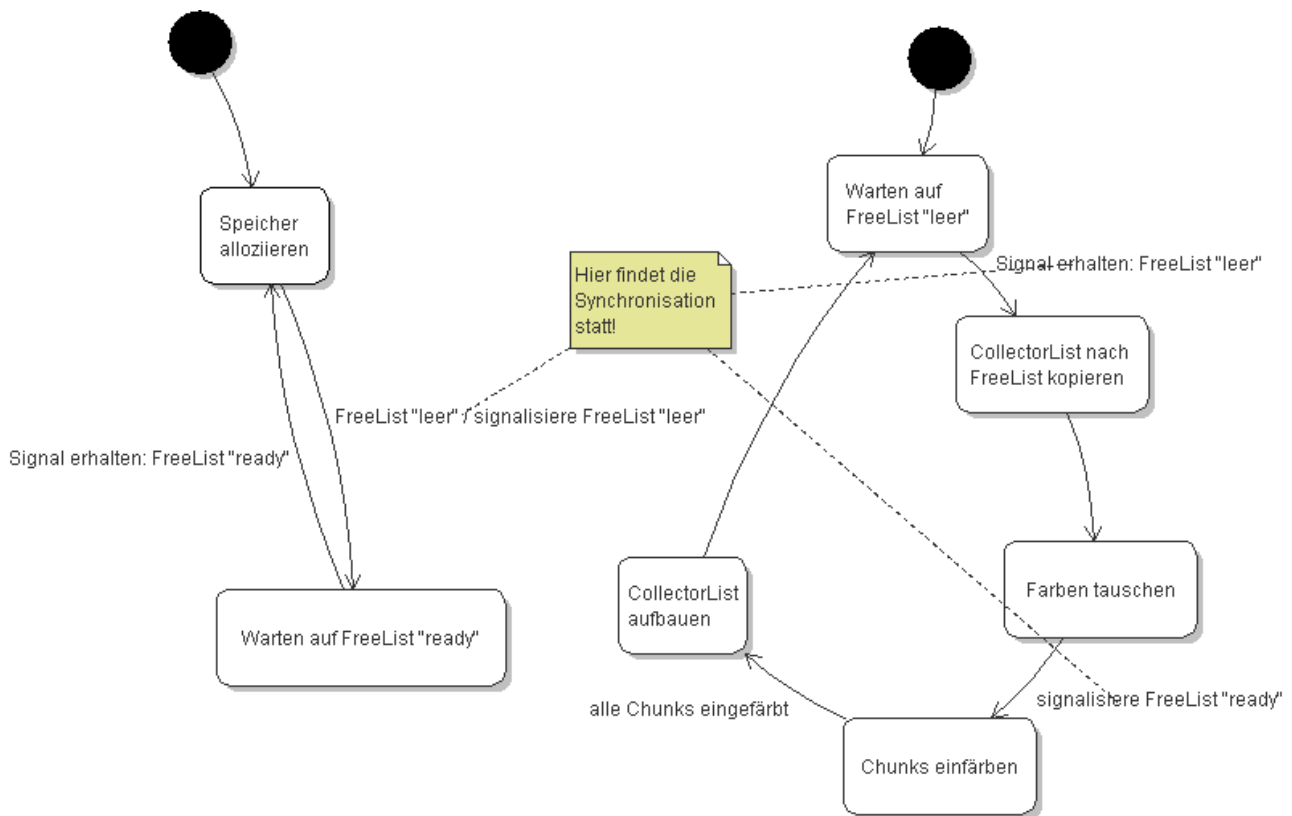 Speicher
alloziieren
Signal erhalten: FreeList "ready"
FreeList "leer" / signalisiere FreeList "leer"
Warten auf FreeList "ready"
Hier findet die
Synchronisation
statt!
Warten auf
FreeList "leer"
Signal erhalten: FreeList "leer"
CollectorList nach
FreeList kopieren
Farben tauschen
signalisiere FreeList "ready"
Chunks einfärben
alle Chunks eingefärbt
CollectorList
aufbauen